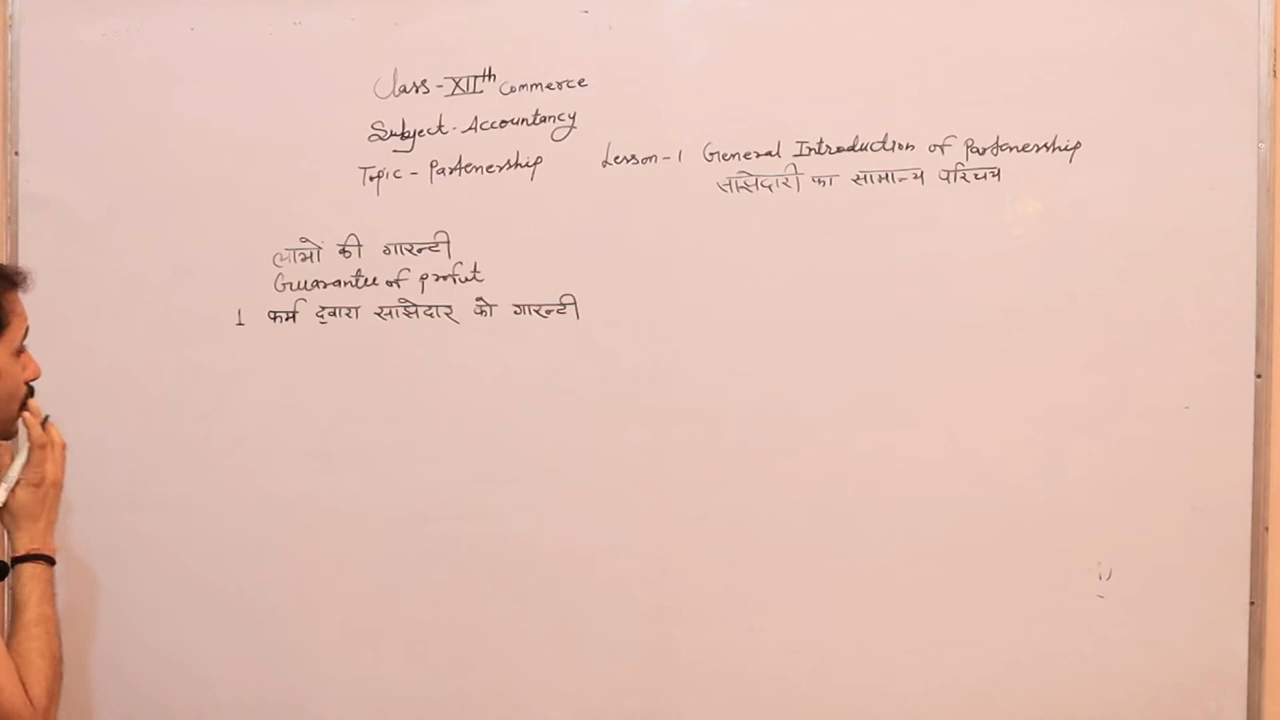 Class - XIIth Commerce
Subject - Accountancy
Topic - Partenership Lesson - 1 General Introduction of Partenership
साझेदारी का सामान्य परिचय
लाभों की गारन्टी
Guarantee of profit
1 फर्म द्वारा साझेदार को गारन्टी